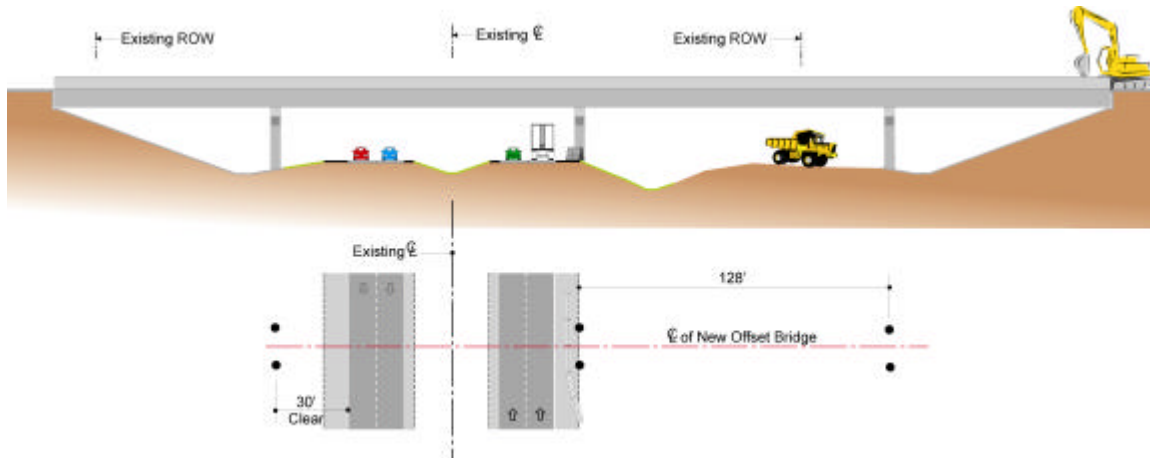 Existing ROW
Existing ℄
Existing ROW
Existing ℄
128'
℄ of New Offset Bridge
30'
Clear